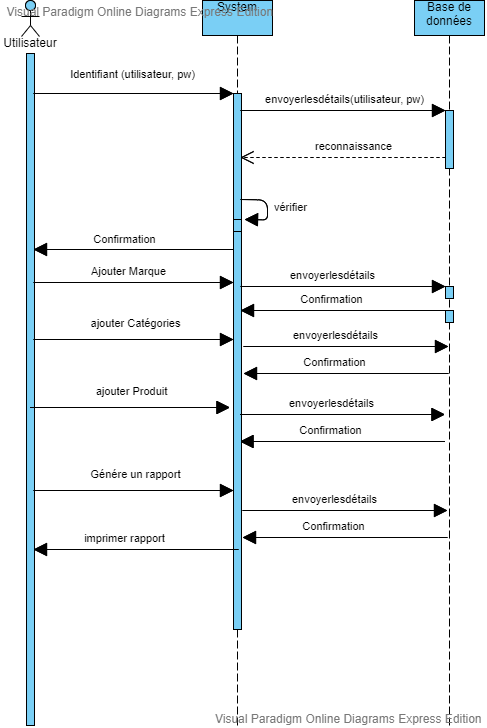 Visual Paradigm Online Diagrams Express Edition
System
Base de
données
Utilisateur
Identifiant (utilisateur, pw)
envoyerlesdétails(utilisateur, pw)
reconnaissance
vérifier
Confirmation
Ajouter Marque
envoyerlesdétails
Confirmation
ajouter Catégories
envoyerlesdétails
Confirmation
ajouter Produit
envoyerlesdétails
Confirmation
Génére un rapport
envoyerlesdétails
Confirmation
imprimer rapport
Visual Paradigm Online Diagrams Express Edition